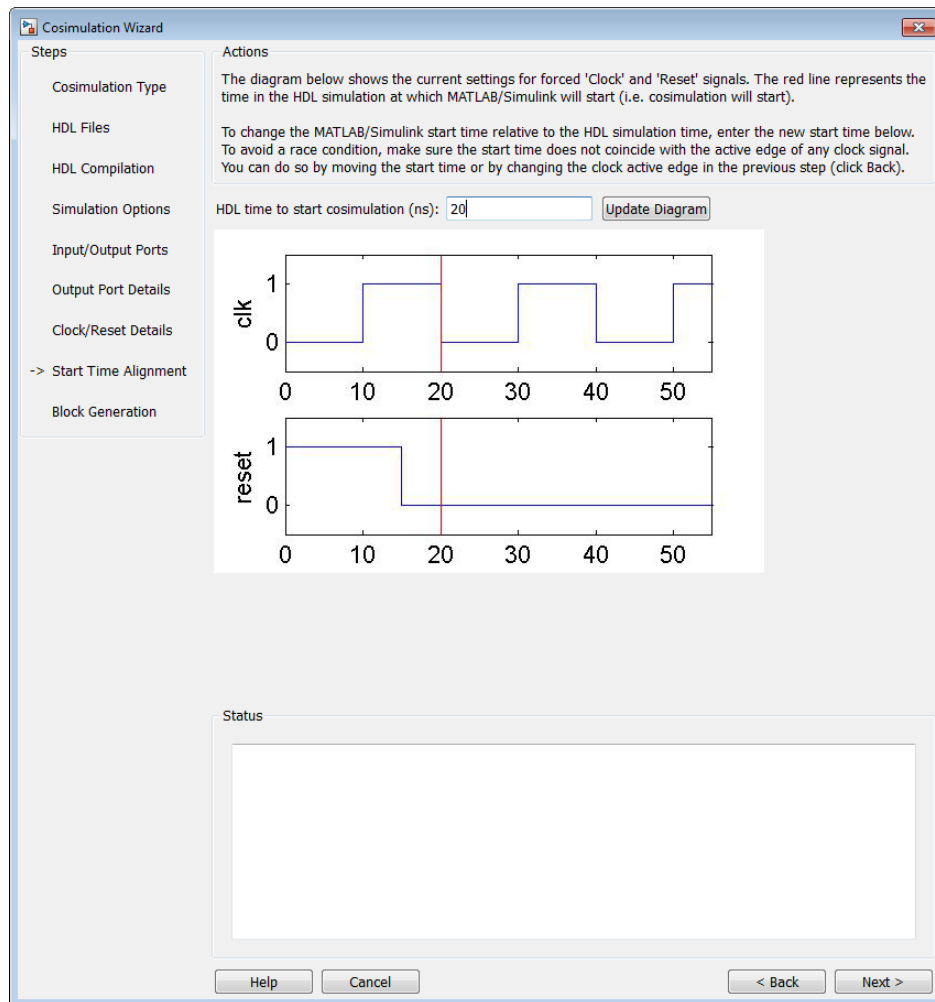 Cosimulation Wizard
Steps
Cosimulation Type
HDL Files
HDL Compilation
Simulation Options
Input/Output Ports
Output Port Details
Clock/Reset Details
-> Start Time Alignment
Block Generation
Actions
The diagram below shows the current settings for forced 'Clock' and 'Reset' signals. The red line represents the
time in the HDL simulation at which MATLAB/Simulink will start (i.e. cosimulation will start).
To change the MATLAB/Simulink start time relative to the HDL simulation time, enter the new start time below.
To avoid a race condition, make sure the start time does not coincide with the active edge of any clock signal.
You can do so by moving the start time or by changing the clock active edge in the previous step (click Back).
HDL time to start cosimulation (ns): 20 Update Diagram
clk
1
0
0 10 20 30 40 50
reset
1
0
0 10 20 30 40 50
Status
Help Cancel < Back Next >